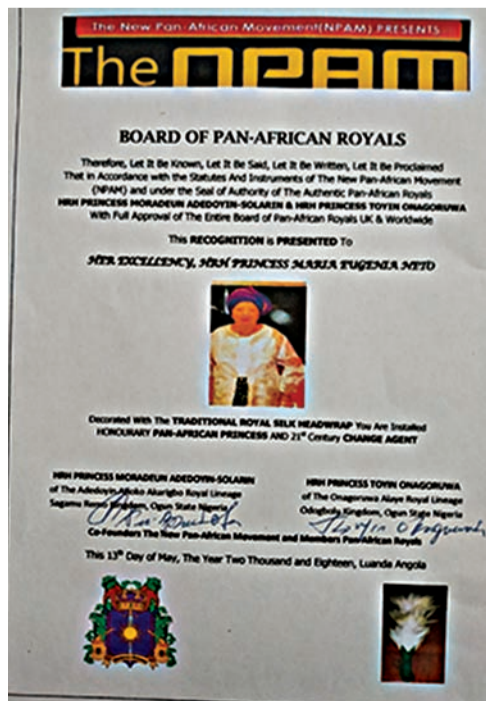 The New Pan-African Movement(NPAM) PRESENTS
The NPAM
BOARD OF PAN-AFRICAN ROYALS
Therefore, Let It Be Known, Let It Be Said, Let It Be Written, Let It Be Proclaimed
That in Accordance with the Statutes And Instruments of The New Pan-African Movement
(NPAM) and under the Seal of Authority of The Authentic Pan-African Royals
HRH PRINCESS MORADEUN ADEDOYIN-SOLARIN & HRH PRINCESS TOYIN ONAGORUWA
With Full Approval of The Entire Board of Pan-African Royals UK & Worldwide
This RECOGNITION is PRESENTED To
HER EXCELLENCY, HRH PRINCESS MARIA EUGENIA NETO
Decorated With The TRADITIONAL ROYAL SILK HEADWRAP You Are Installed
HONOURARY PAN-AFRICAN PRINCESS AND 21st Century CHANGE AGENT
HRH PRINCESS MORADEUN ADEDOYIN-SOLARIN
of The Adedoyin Akarigbo Royal Lineage
Sagamu Kingdom, Ogun State Nigeria
HRH PRINCESS TOYIN ONAGORUWA
of The Onagoruwa Alaye Royal Lineage
Odogbolu Kingdom, Ogun State Nigeria
Co-Founders The New Pan-African Movement and Members Pan-African Royals
This 13th Day of May, The Year Two Thousand and Eighteen, Luanda Angola